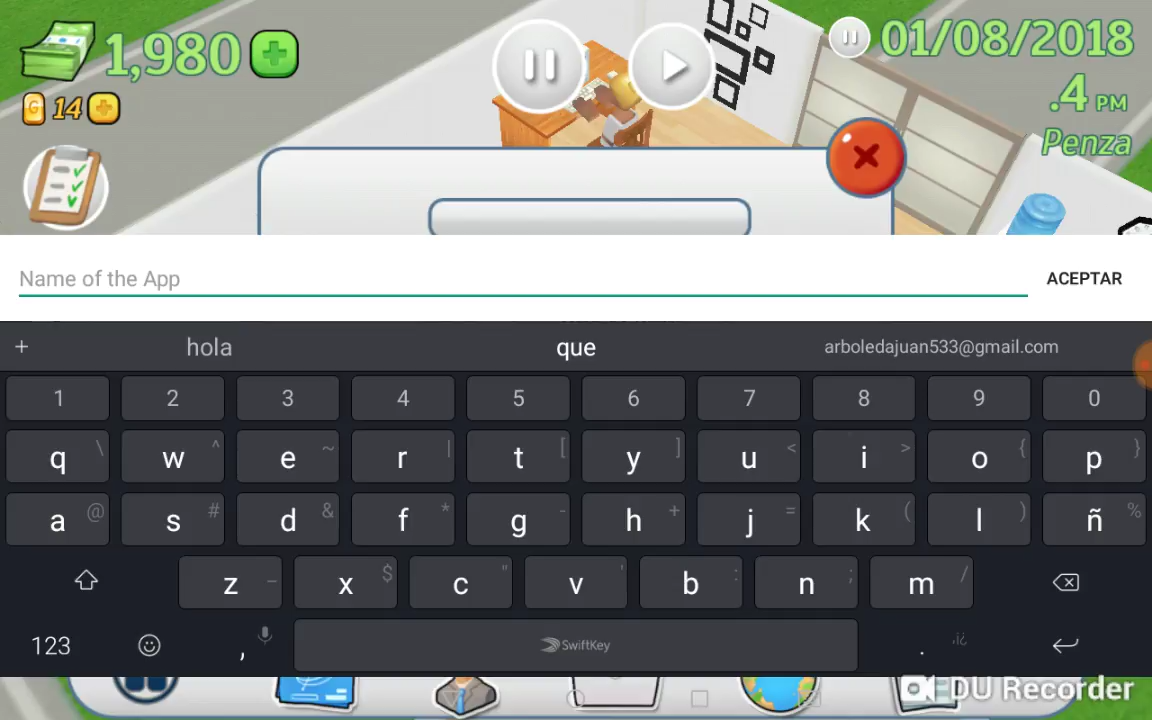 1,980
14
01/08/2018
.4 PM
Penza
Name of the App
ACEPTAR
+ hola que arboledajuan533@gmail.com
1 2 3 4 5 6 7 8 9 0
q \ w ^ e ~ r | t [ y ] u < i > o { p }
a @ s # d & f * g - h + j = k ( l ) ñ %
z _ x $ c " v ' b : n ; m /
123 , SwiftKey . ,¡¿
DU Recorder